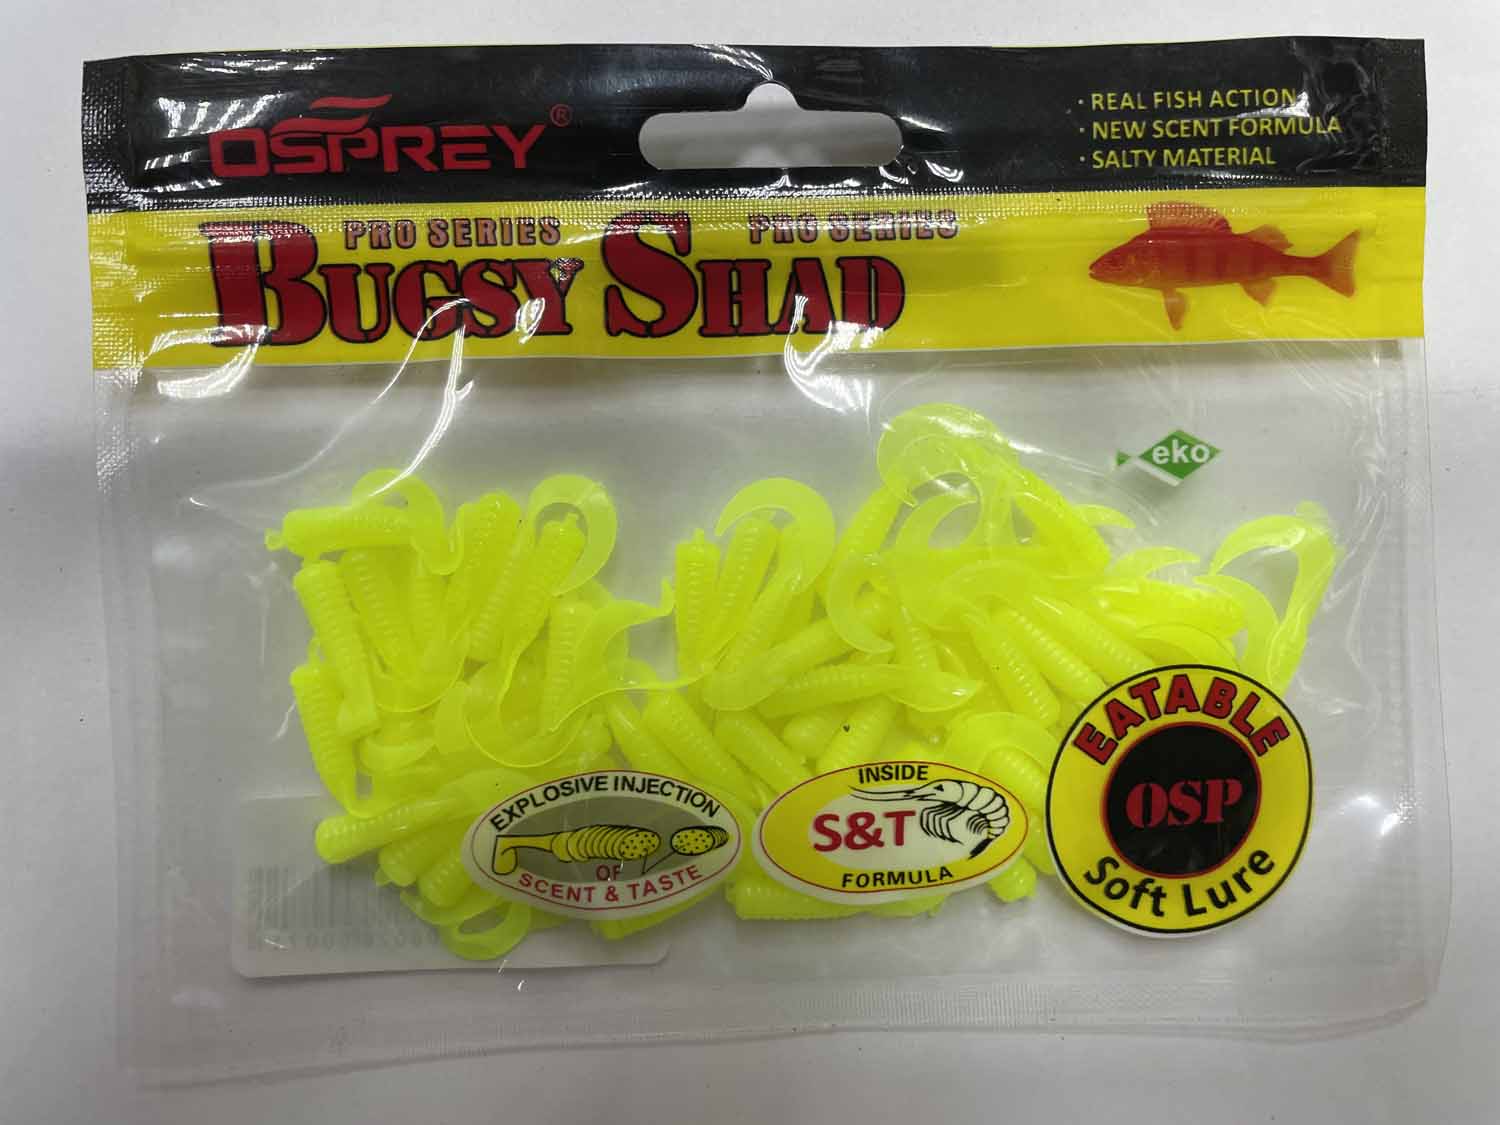 OSPREY®
· REAL FISH ACTION
· NEW SCENT FORMULA
· SALTY MATERIAL
PRO SERIES PRO SERIES
BUGSY SHAD
eko
EXPLOSIVE INJECTION
OF
SCENT & TASTE
INSIDE
S&T
FORMULA
EATABLE
OSP
Soft Lure